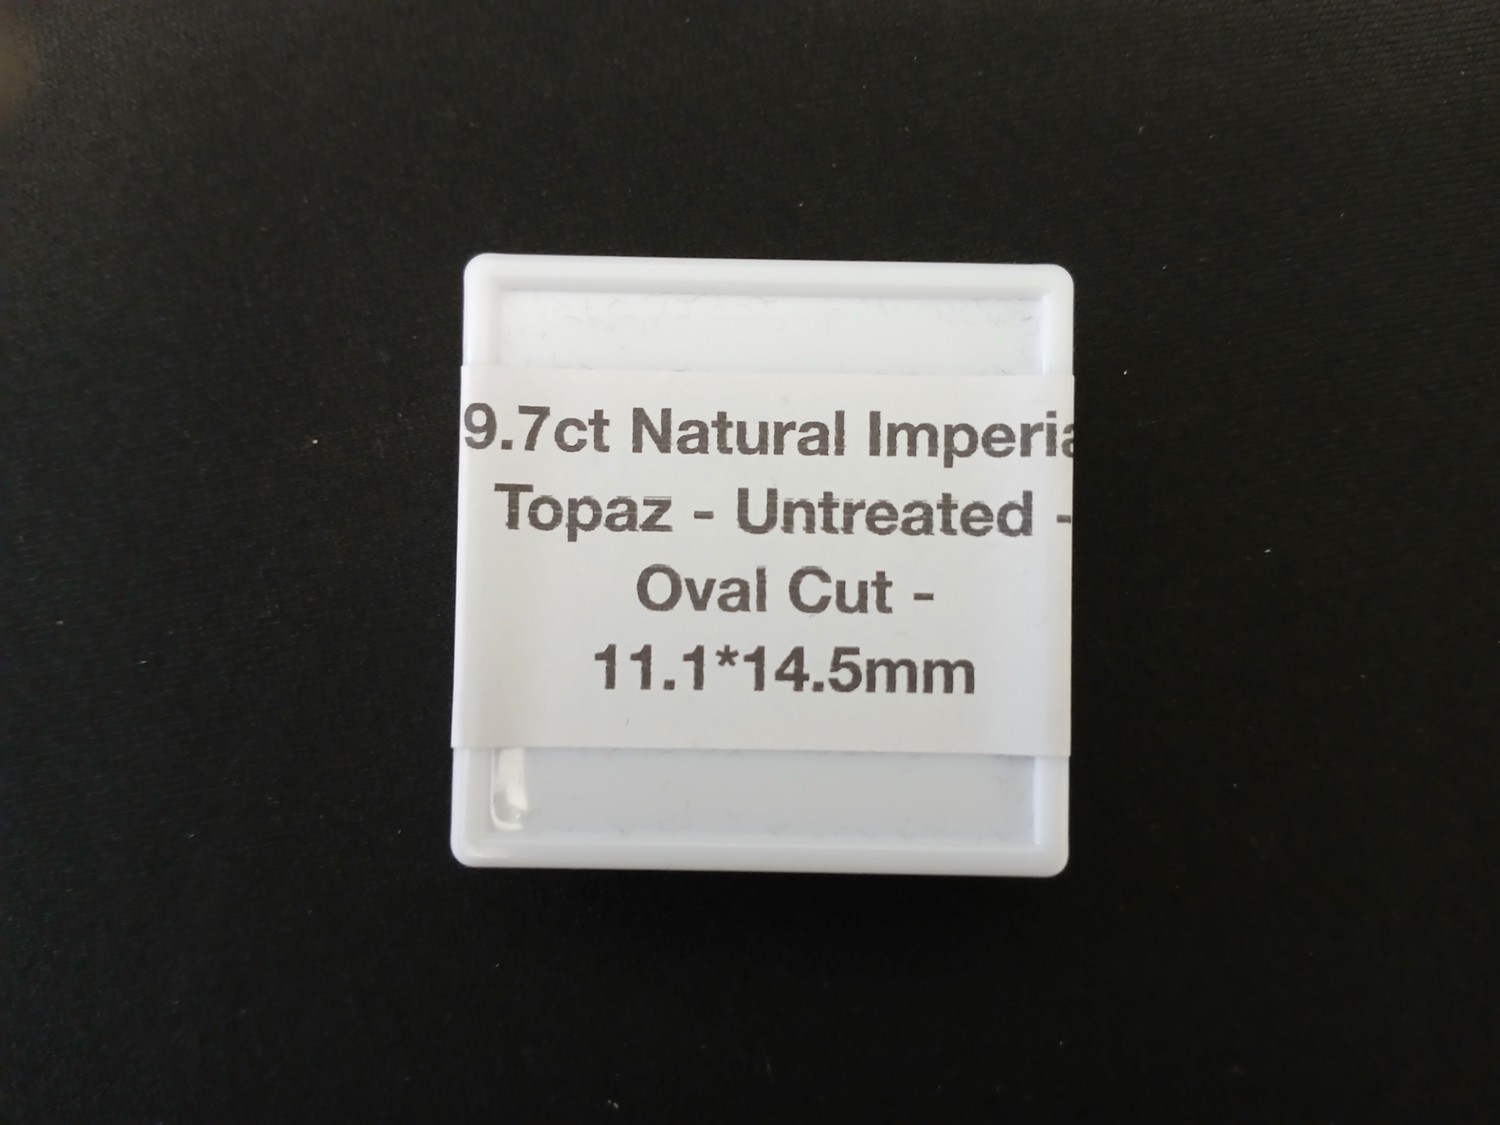 9.7ct Natural Imperia
Topaz - Untreated -
Oval Cut -
11.1*14.5mm